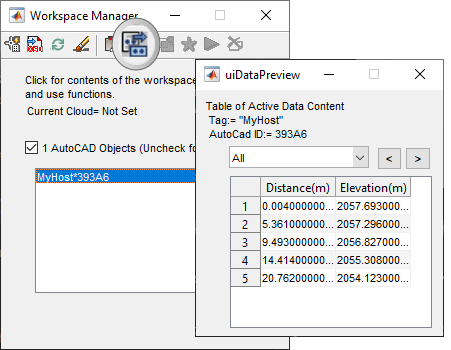 Workspace Manager
Click for contents of the workspace
and use functions.
Current Cloud= Not Set
1 AutoCAD Objects (Uncheck fo
MyHost*393A6
uiDataPreview
Table of Active Data Content
Tag:= "MyHost"
AutoCad ID:= 393A6
All
<
>
Distance(m) Elevation(m)
1 0.004000000... 2057.693000...
2 5.361000000... 2057.296000...
3 9.493000000... 2056.827000...
4 14.41400000... 2055.308000...
5 20.76200000... 2054.123000...